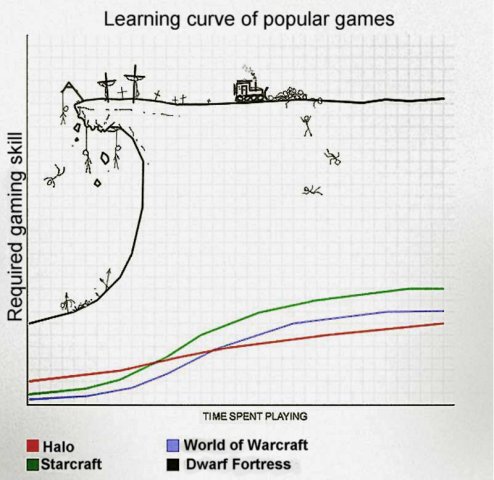 Learning curve of popular games
Required gaming skill
TIME SPENT PLAYING
Halo
World of Warcraft
Starcraft
Dwarf Fortress